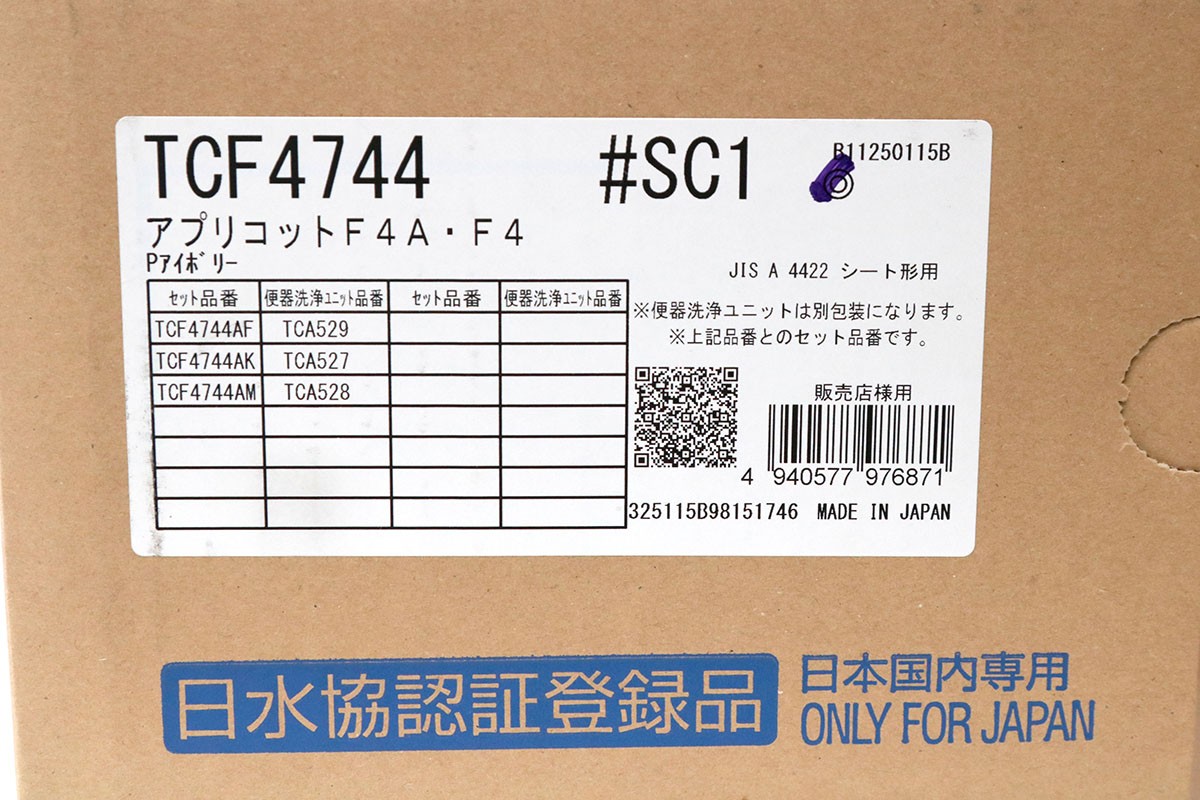 TCF4744 #SC1 B11250115B
アプリコットF4A・F4
Pアイボリー
JIS A 4422 シート形用
セット品番 便器洗浄ユニット品番 セット品番 便器洗浄ユニット品番
TCF4744AF TCA529
TCF4744AK TCA527
TCF4744AM TCA528
※便器洗浄ユニットは別包装になります。
※上記品番とのセット品番です。
販売店様用
4 940577 976871
325115B98151746 MADE IN JAPAN
日水協認証登録品
日本国内専用
ONLY FOR JAPAN